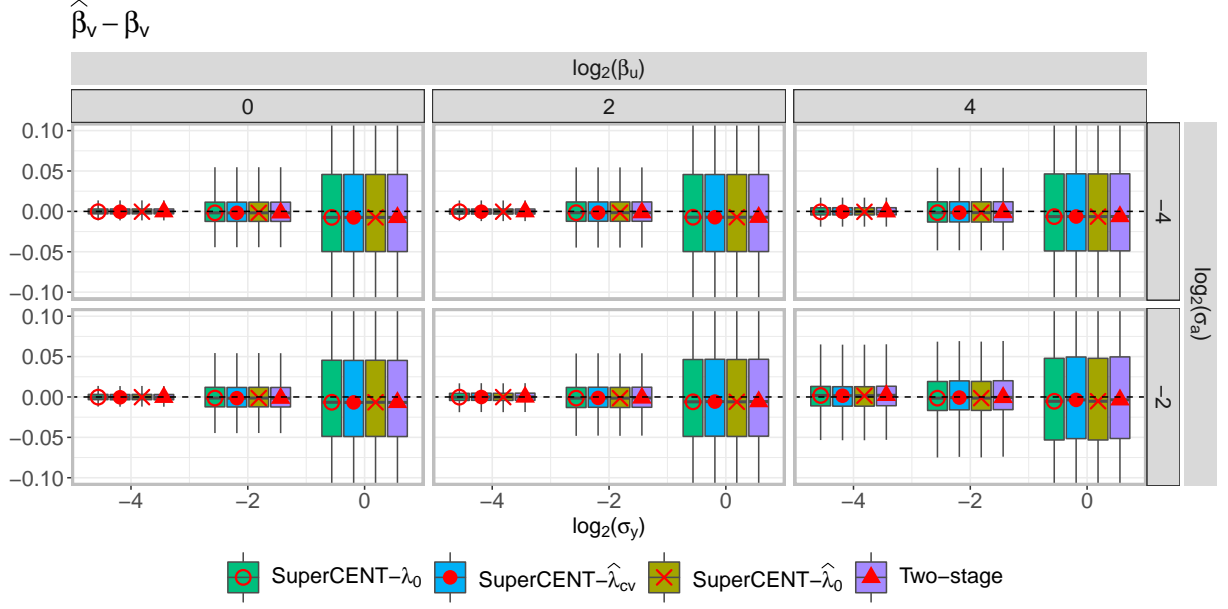 β̂ᵥ − βᵥ
log₂(βᵤ)
0 2 4
0.10
0.05
0.00
−0.05
−0.10
−4
0.10
0.05
0.00
−0.05
−0.10
−2
log₂(σₐ)
−4 −2 0 −4 −2 0 −4 −2 0
log₂(σ_y)
SuperCENT−λ₀ SuperCENT−λ̂_cv SuperCENT−λ̂₀ Two−stage